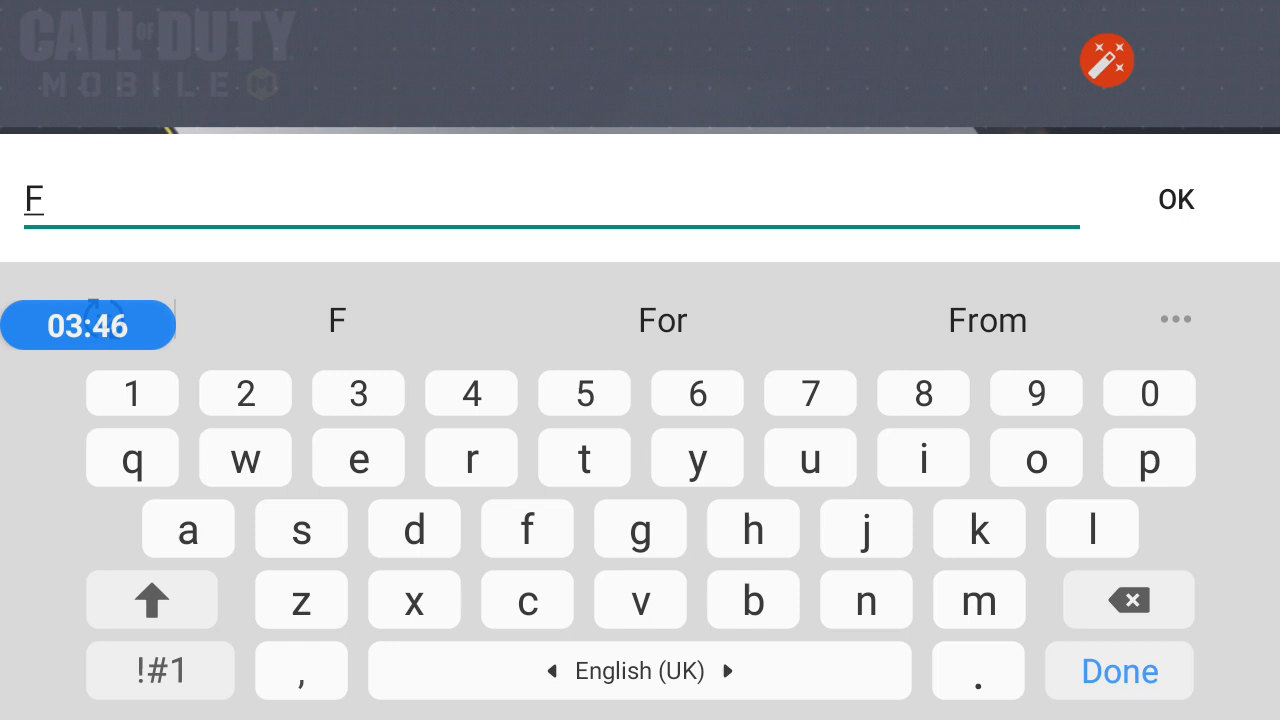 CALL OF DUTY
MOBILE
F
OK
03:46
F
For
From
1 2 3 4 5 6 7 8 9 0
q w e r t y u i o p
a s d f g h j k l
z x c v b n m
!#1 , English (UK) . Done